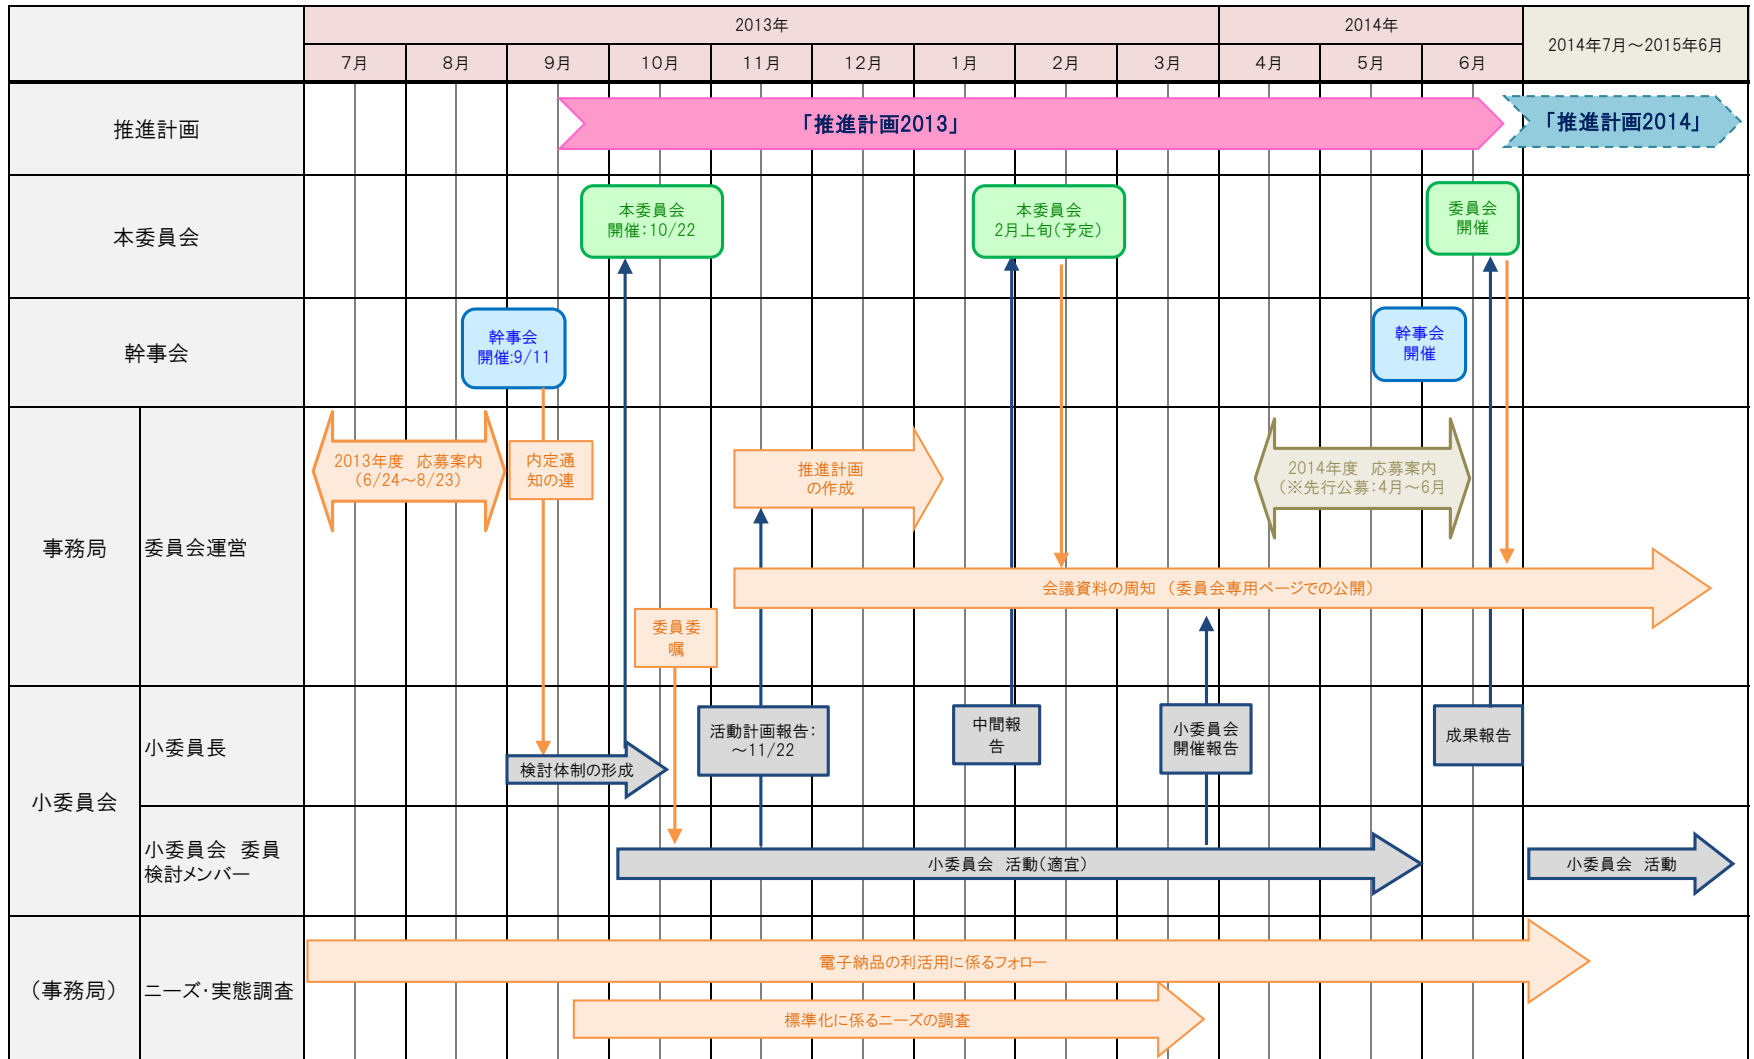 2013年
2014年
2014年7月～2015年6月
7月
8月
9月
10月
11月
12月
1月
2月
3月
4月
5月
6月
推進計画
「推進計画2013」
「推進計画2014」
本委員会
本委員会
開催：10/22
本委員会
2月上旬（予定）
委員会
開催
幹事会
幹事会
開催:9/11
幹事会
開催
事務局
委員会運営
2013年度　応募案内
（6/24～8/23）
内定通
知の連
推進計画
の作成
2014年度　応募案内
（※先行公募：4月～6月
会議資料の周知　（委員会専用ページでの公開）
委員委
嘱
小委員会
小委員長
検討体制の形成
活動計画報告：
～11/22
中間報
告
小委員会
開催報告
成果報告
小委員会　委員
検討メンバー
小委員会　活動（適宜）
小委員会　活動
（事務局）
ニーズ・実態調査
電子納品の利活用に係るフォロー
標準化に係るニーズの調査